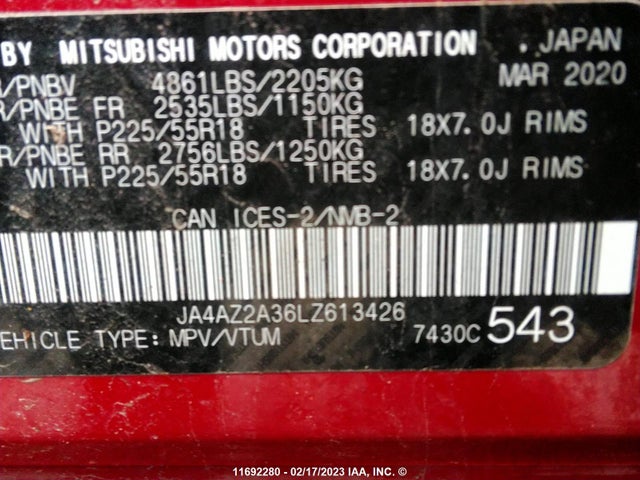 BY MITSUBISHI MOTORS CORPORATION . JAPAN
/PNBV 4861LBS/2205KG MAR 2020
R/PNBE FR 2535LBS/1150KG
WITH P225/55R18 TIRES 18X7.0J RIMS
R/PNBE RR 2756LBS/1250KG
WITH P225/55R18 TIRES 18X7.0J RIMS
CAN ICES-2/NMB-2
JA4AZ2A36LZ613426
EHICLE TYPE: MPV/VTUM 7430C 543
11692280 - 02/17/2023 IAA, INC. ©